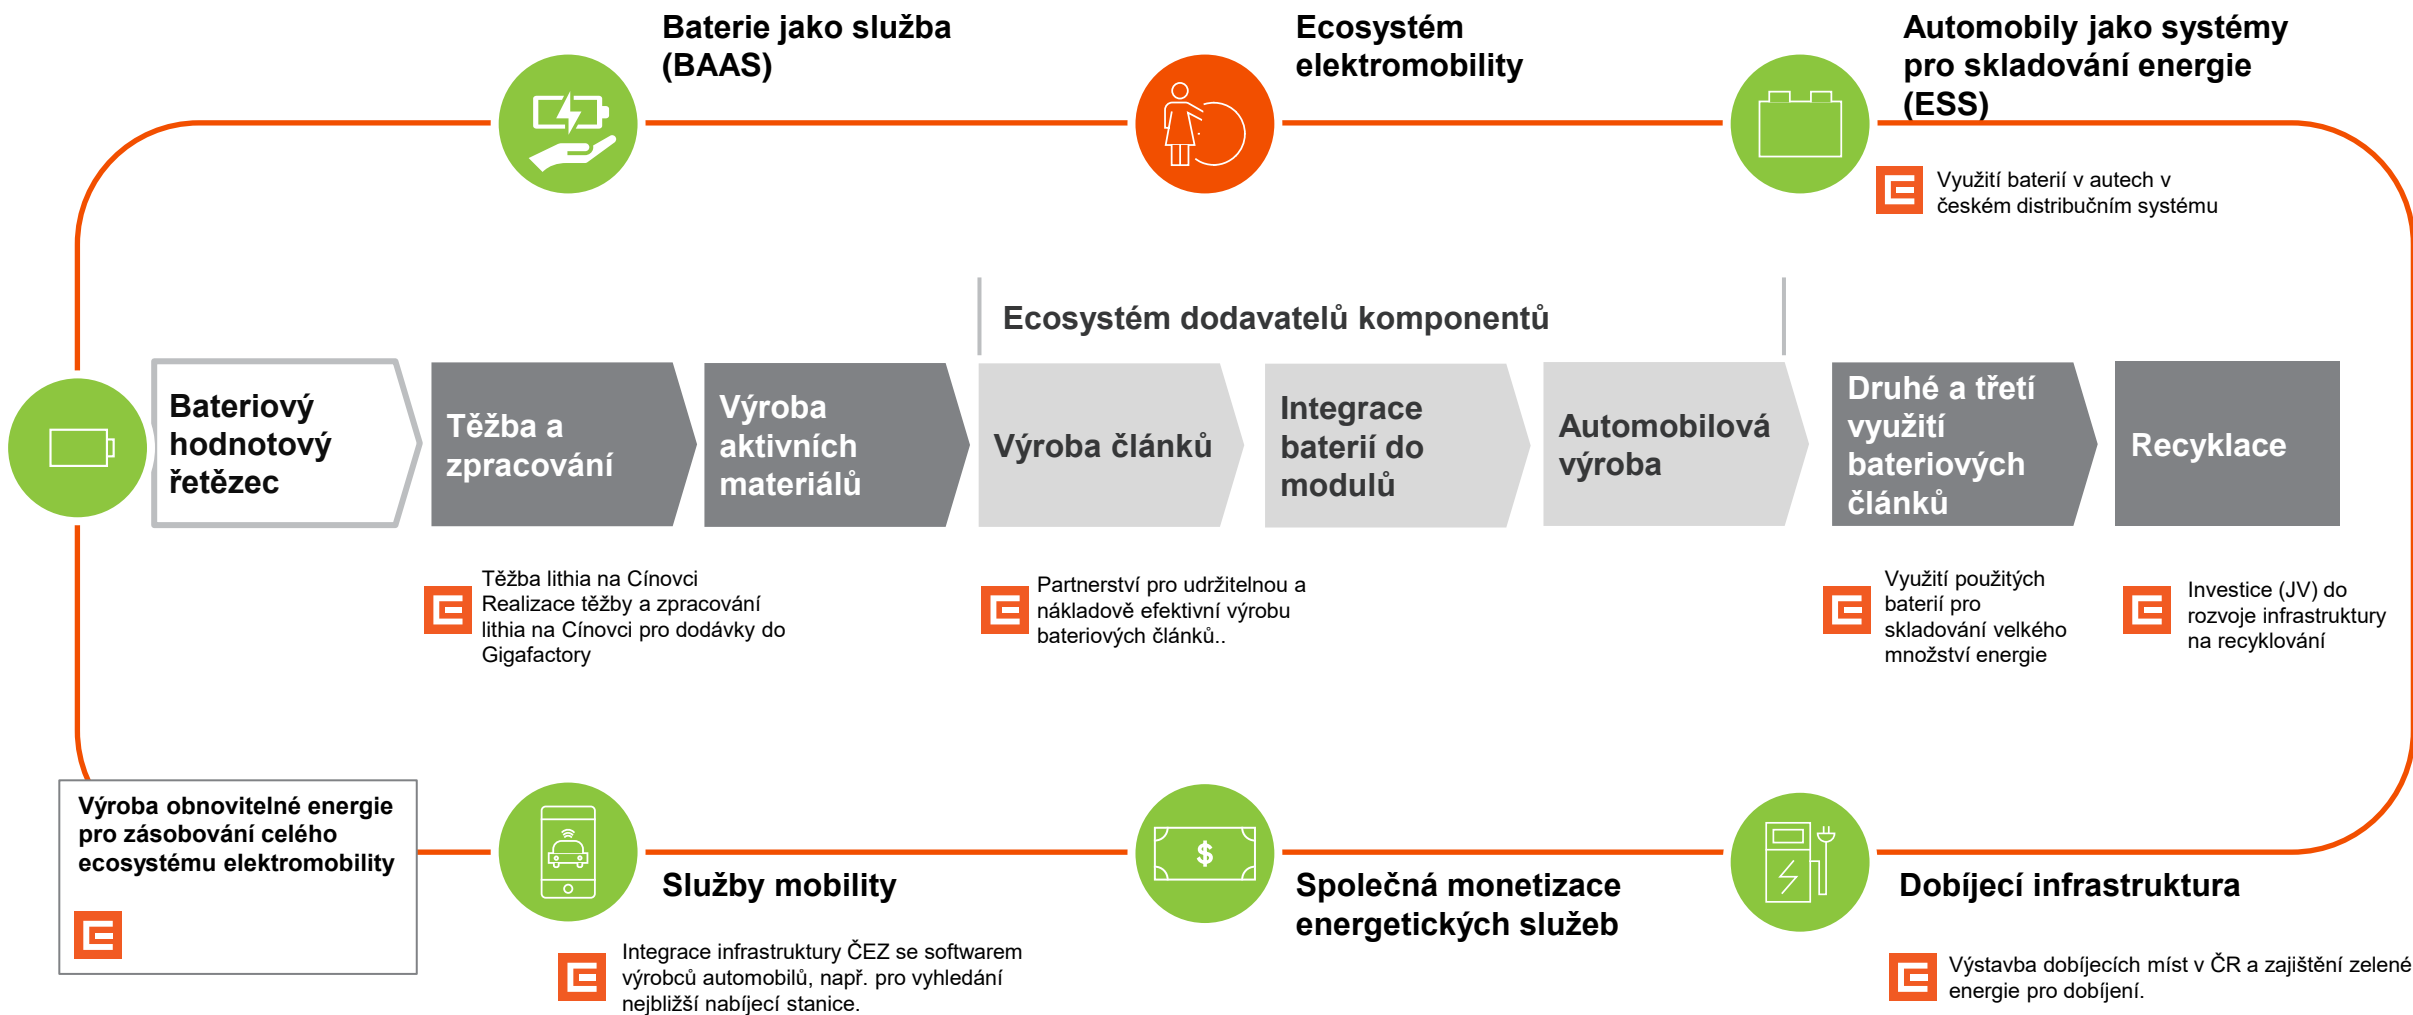 Baterie jako služba
(BAAS)
Ecosystém
elektromobility
Automobily jako systémy
pro skladování energie
(ESS)
Využití baterií v autech v
českém distribučním systému
Ecosystém dodavatelů komponentů
Bateriový
hodnotový
řetězec
Těžba a
zpracování
Výroba
aktivních
materiálů
Výroba článků
Integrace
baterií do
modulů
Automobilová
výroba
Druhé a třetí
využití
bateriových
článků
Recyklace
Těžba lithia na Cínovci
Realizace těžby a zpracování
lithia na Cínovci pro dodávky do
Gigafactory
Partnerství pro udržitelnou a
nákladově efektivní výrobu
bateriových článků..
Využití použitých
baterií pro
skladování velkého
množství energie
Investice (JV) do
rozvoje infrastruktury
na recyklování
Výroba obnovitelné energie
pro zásobování celého
ecosystému elektromobility
Služby mobility
Integrace infrastruktury ČEZ se softwarem
výrobců automobilů, např. pro vyhledání
nejbližší nabíjecí stanice.
$
Společná monetizace
energetických služeb
Dobíjecí infrastruktura
Výstavba dobíjecích míst v ČR a zajištění zelené
energie pro dobíjení.